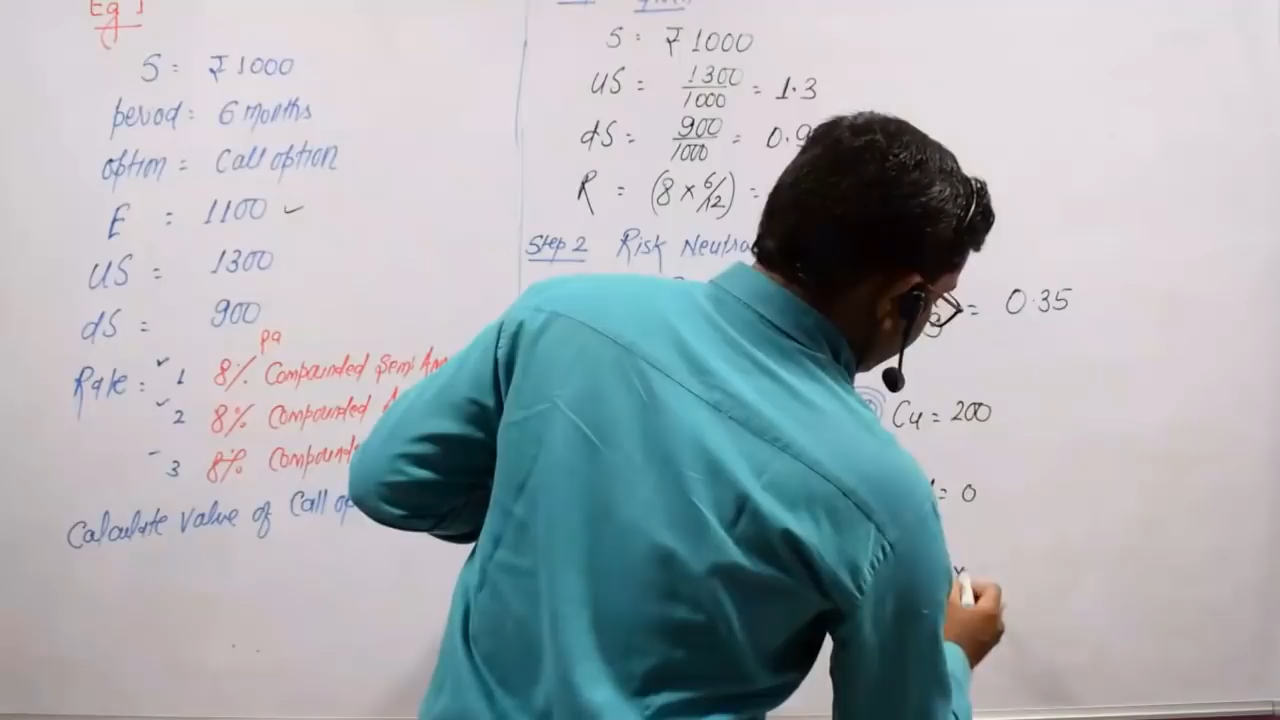 Eg 1
S = ₹ 1000
period = 6 months
option = Call option
E = 1100 ✓
US = 1300
dS = 900
Rate = ✓ 1 8% pa Compounded Semi An
✓ 2 8% Compounded
- 3 8% Compound
Calculate Value of Call op
S = ₹ 1000
US = 1300/1000 = 1.3
dS = 900/1000 = 0.9
R = (8 × 6/12) =
Step 2 Risk Neutra
= 0.35
Cu = 200
= 0